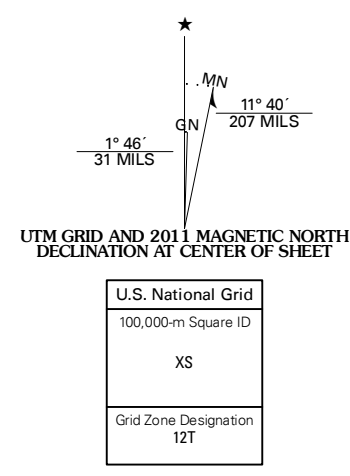 MN
GN
11° 40´
207 MILS
1° 46´
31 MILS
UTM GRID AND 2011 MAGNETIC NORTH
DECLINATION AT CENTER OF SHEET
U.S. National Grid
100,000-m Square ID
XS
Grid Zone Designation
12T